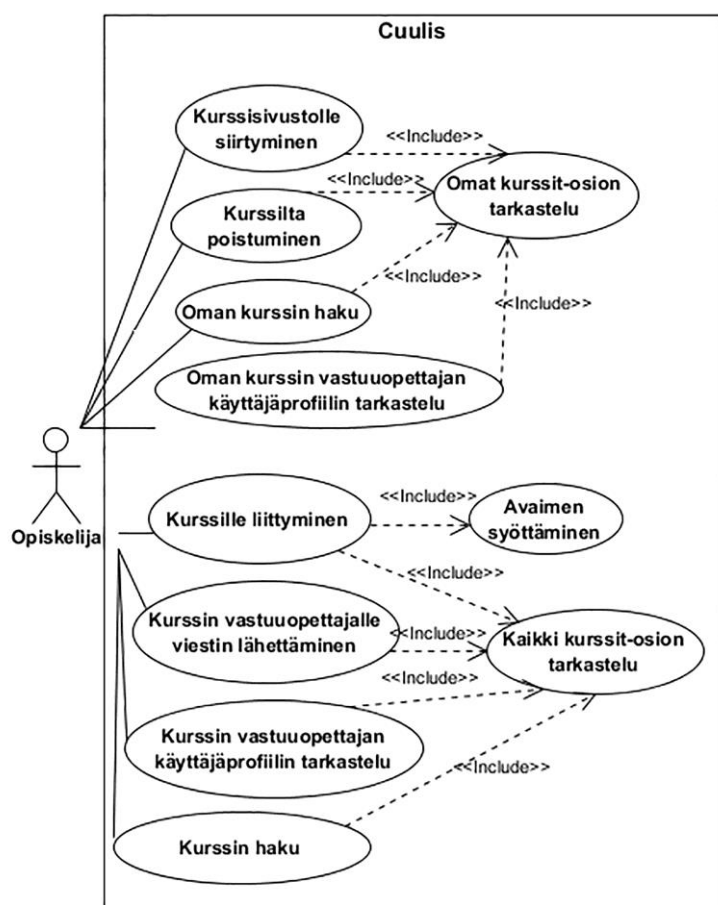 Cuulis
Kurssisivustolle
siirtyminen
<<Include>>
<<Include>>
Omat kurssit-osion
tarkastelu
Kurssilta
poistuminen
<<Include>>
Oman kurssin haku
<<Include>>
Oman kurssin vastuuopettajan
käyttäjäprofiilin tarkastelu
Opiskelija
Kurssille liittyminen
<<Include>>
Avaimen
syöttäminen
<<Include>>
Kurssin vastuuopettajalle
viestin lähettäminen
<<Include>>
Kaikki kurssit-osion
tarkastelu
<<Include>>
Kurssin vastuuopettajan
käyttäjäprofiilin tarkastelu
<<Include>>
Kurssin haku